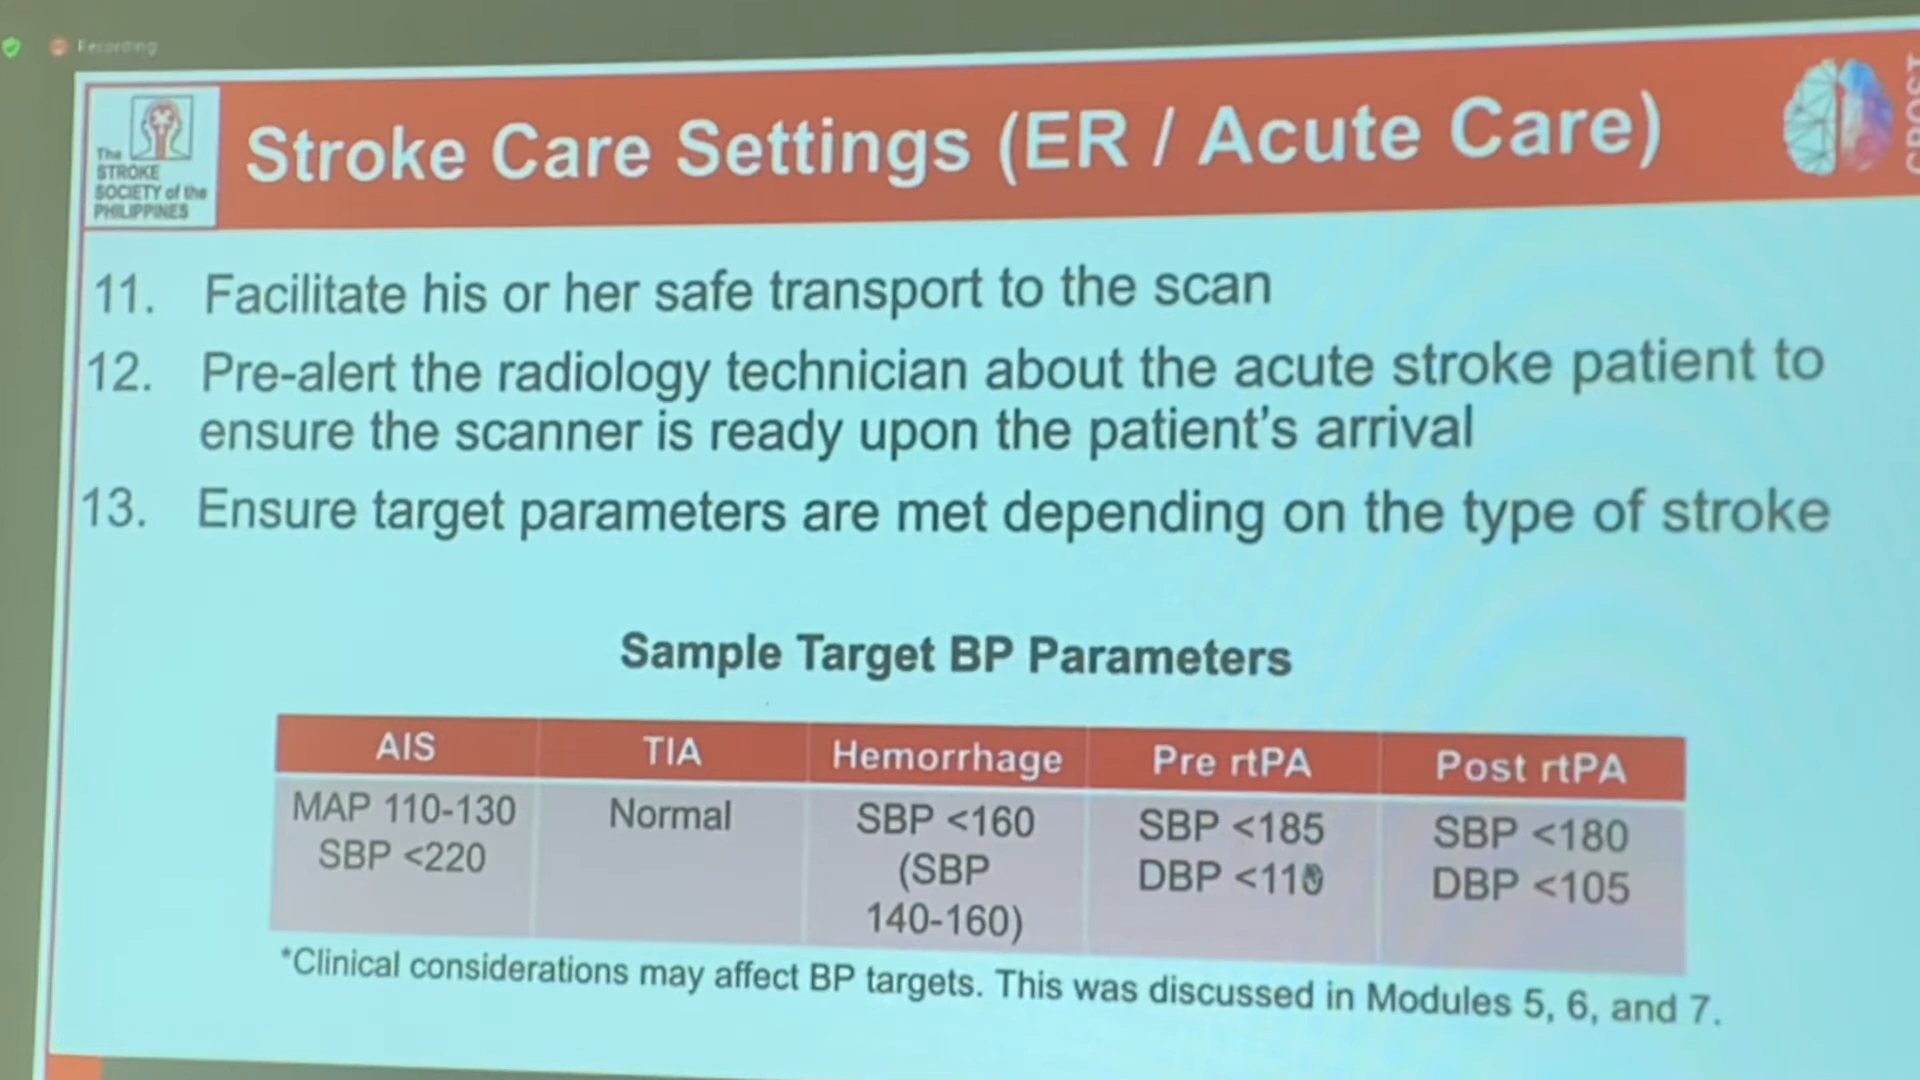 Recording
The
STROKE
SOCIETY of the
PHILIPPINES
Stroke Care Settings (ER / Acute Care)
11. Facilitate his or her safe transport to the scan
12. Pre-alert the radiology technician about the acute stroke patient to
ensure the scanner is ready upon the patient's arrival
13. Ensure target parameters are met depending on the type of stroke
Sample Target BP Parameters
AIS TIA Hemorrhage Pre rtPA Post rtPA
MAP 110-130 Normal SBP <160 SBP <185 SBP <180
SBP <220 (SBP DBP <110 DBP <105
140-160)
*Clinical considerations may affect BP targets. This was discussed in Modules 5, 6, and 7.